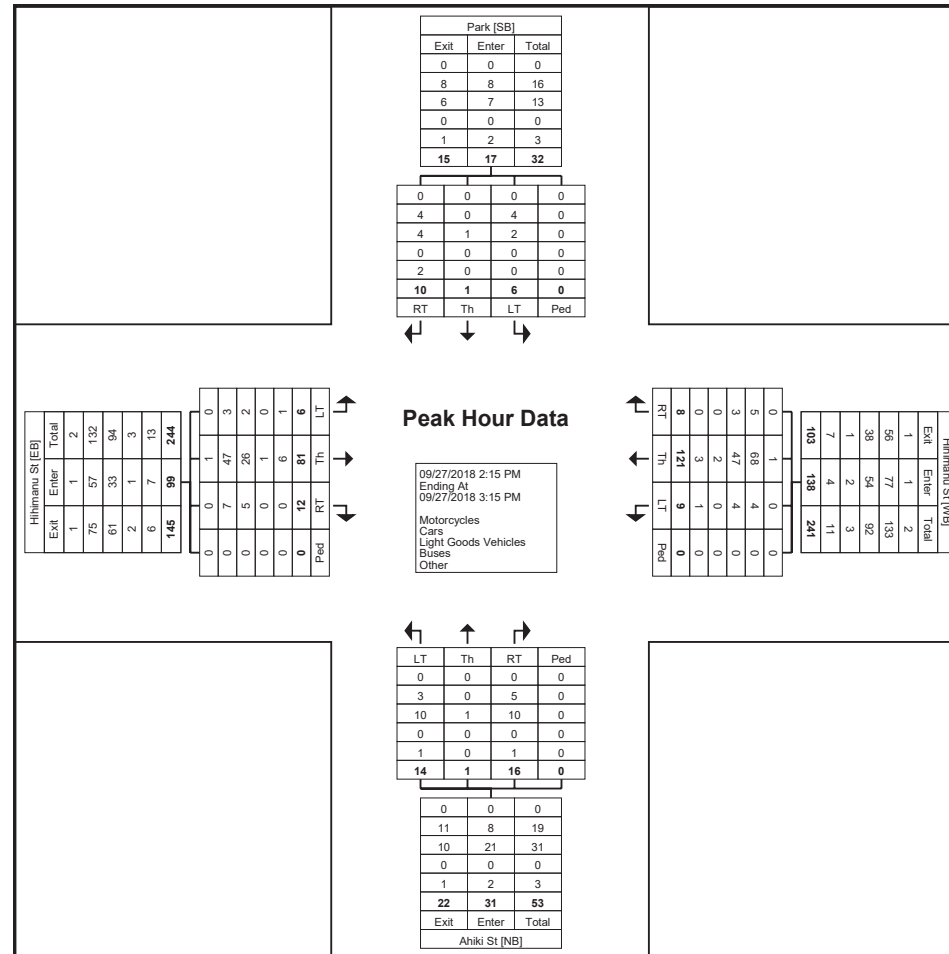 Park [SB]
Exit Enter Total
0 0 0
8 8 16
6 7 13
0 0 0
1 2 3
15 17 32
0 0 0 0
4 0 4 0
4 1 2 0
0 0 0 0
2 0 0 0
10 1 6 0
RT Th LT Ped
Hihimanu St [EB]
Exit Enter Total
1 1 2
75 57 132
61 33 94
2 1 3
6 7 13
145 99 244
0 1 0 0
3 47 7 0
2 26 5 0
0 1 0 0
1 6 0 0
6 81 12 0
LT Th RT Ped
Peak Hour Data
09/27/2018 2:15 PM
Ending At
09/27/2018 3:15 PM
Motorcycles
Cars
Light Goods Vehicles
Buses
Other
Hihimanu St [WB]
Exit Enter Total
1 1 2
56 77 133
38 54 92
1 2 3
7 4 11
103 138 241
0 1 0 0
5 68 4 0
3 47 4 0
0 2 0 0
0 3 1 0
8 121 9 0
RT Th LT Ped
LT Th RT Ped
0 0 0 0
3 0 5 0
10 1 10 0
0 0 0 0
1 0 1 0
14 1 16 0
0 0 0
11 8 19
10 21 31
0 0 0
1 2 3
22 31 53
Exit Enter Total
Ahiki St [NB]